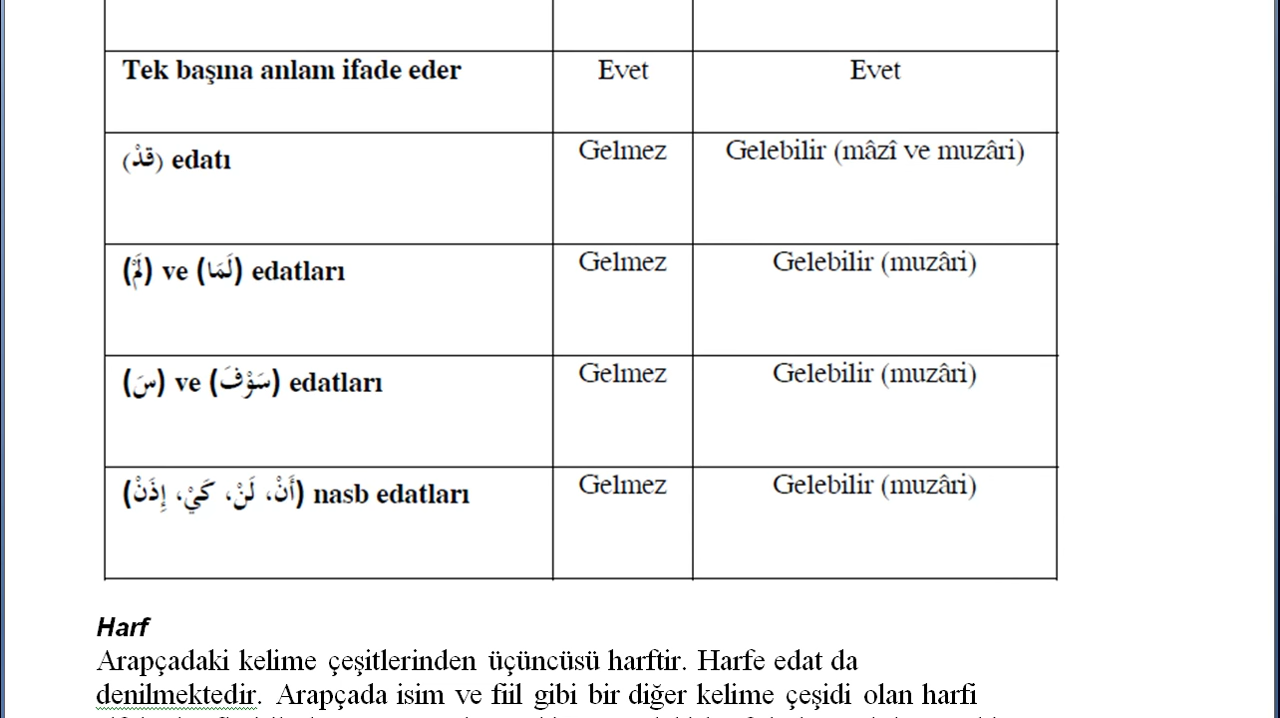 Tek başına anlam ifade eder Evet Evet
(قدْ) edatı Gelmez Gelebilir (mâzî ve muzâri)
(لَمْ) ve (لَمَّا) edatları Gelmez Gelebilir (muzâri)
(سَ) ve (سَوْفَ) edatları Gelmez Gelebilir (muzâri)
(أَنْ، لَنْ، كَيْ، إِذَنْ) nasb edatları Gelmez Gelebilir (muzâri)
Harf
Arapçadaki kelime çeşitlerinden üçüncüsü harftir. Harfe edat da
denilmektedir. Arapçada isim ve fiil gibi bir diğer kelime çeşidi olan harfi